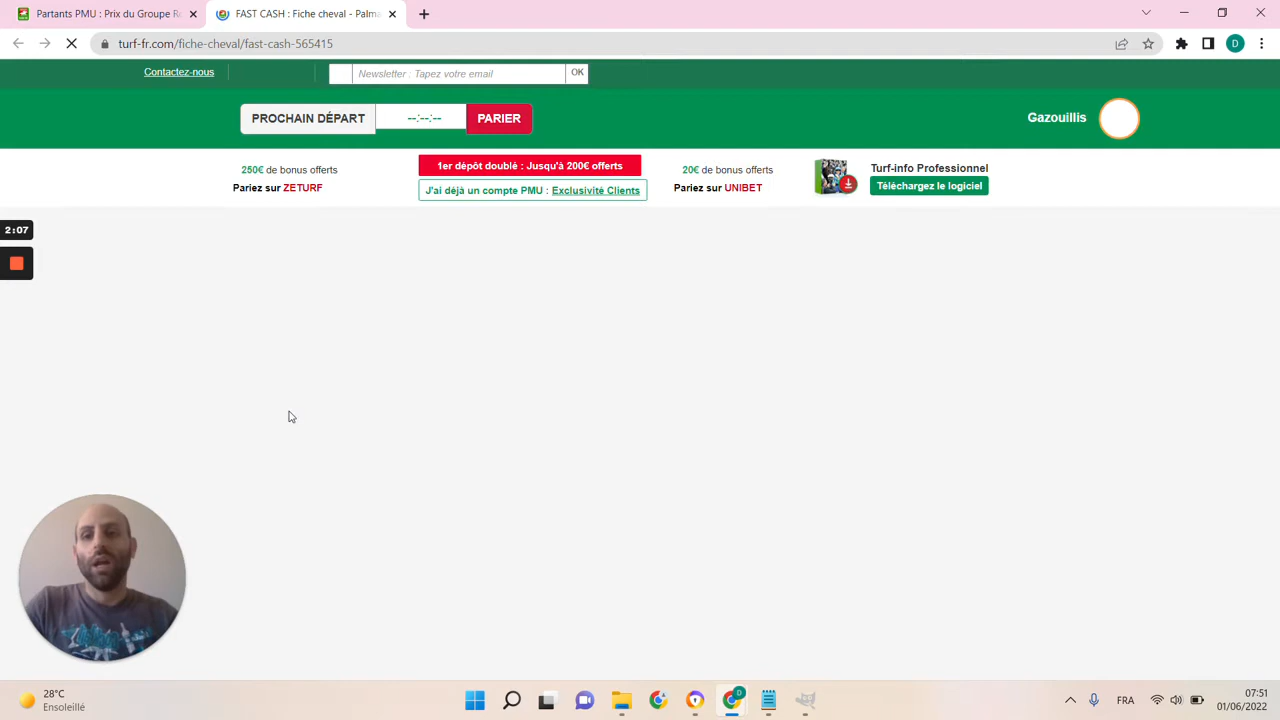 Partants PMU : Prix du Groupe RO
FAST CASH : Fiche cheval - Palma
turf-fr.com/fiche-cheval/fast-cash-565415
D
Contactez-nous
Newsletter : Tapez votre email
OK
PROCHAIN DÉPART
--:--:--
PARIER
Gazouillis
250€ de bonus offerts
Pariez sur ZETURF
1er dépôt doublé : Jusqu'à 200€ offerts
J'ai déjà un compte PMU : Exclusivité Clients
20€ de bonus offerts
Pariez sur UNIBET
Turf-info Professionnel
Téléchargez le logiciel
2:07
28°C
Ensoleillé
D
FRA
07:51
01/06/2022